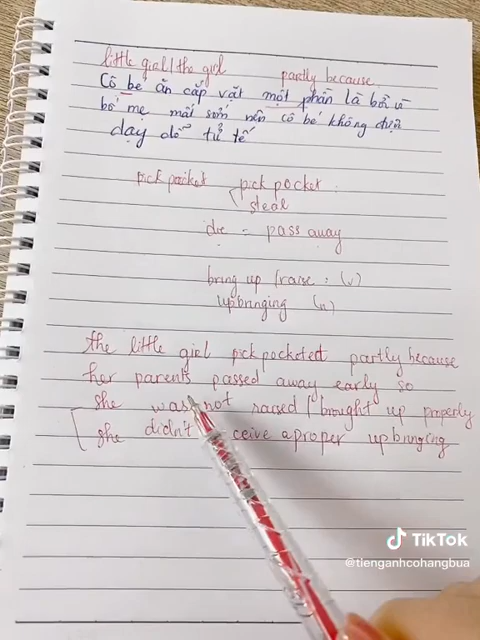 little girl / the girl partly because
Cô bé ăn cắp vặt một phần là bởi vì
bố mẹ mất sớm nên cô bé không được
dạy dỗ tử tế
pickpocket pick pocket :
steal
die = pass away
bring up / raise : (v)
upbringing (n)
the little girl pickpocketed partly because
her parents passed away early so
she was not raised / brought up properly
she didn't ceive a proper upbringing
TikTok
@tienganhcohangbua